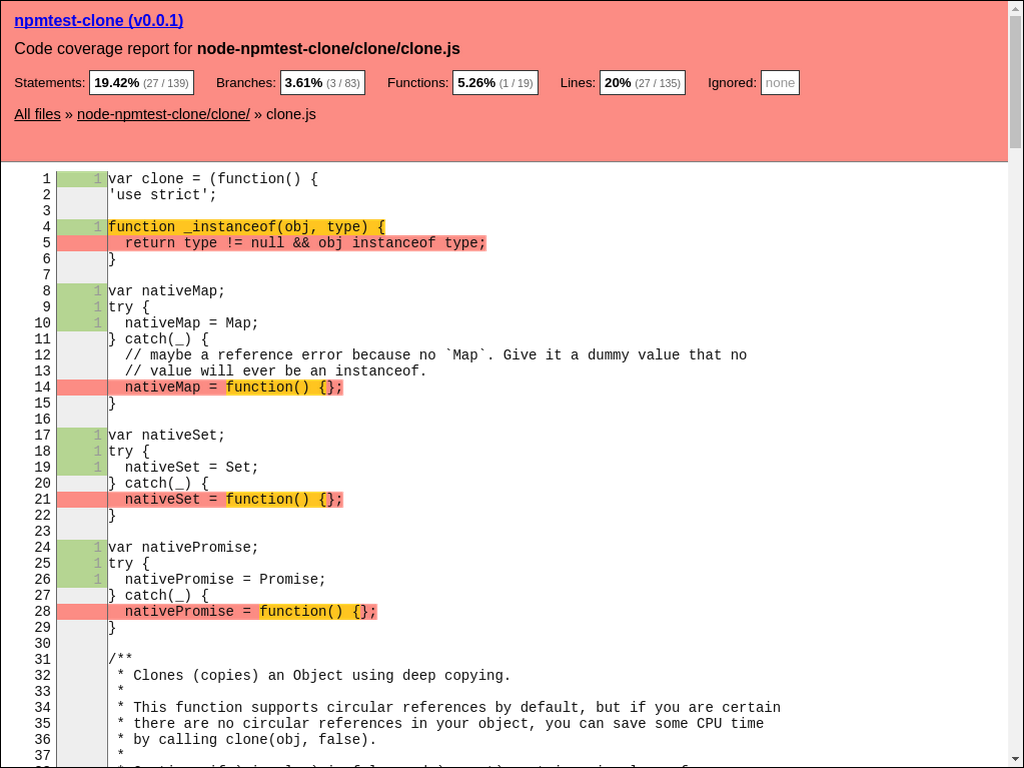 npmtest-clone (v0.0.1)
Code coverage report for node-npmtest-clone/clone/clone.js
Statements: 19.42% (27 / 139) Branches: 3.61% (3 / 83) Functions: 5.26% (1 / 19) Lines: 20% (27 / 135) Ignored: none
All files » node-npmtest-clone/clone/ » clone.js
1 1 var clone = (function() {
2 'use strict';
3
4 1 function _instanceof(obj, type) {
5 return type != null && obj instanceof type;
6 }
7
8 1 var nativeMap;
9 1 try {
10 1 nativeMap = Map;
11 } catch(_) {
12 // maybe a reference error because no `Map`. Give it a dummy value that no
13 // value will ever be an instanceof.
14 nativeMap = function() {};
15 }
16
17 1 var nativeSet;
18 1 try {
19 1 nativeSet = Set;
20 } catch(_) {
21 nativeSet = function() {};
22 }
23
24 1 var nativePromise;
25 1 try {
26 1 nativePromise = Promise;
27 } catch(_) {
28 nativePromise = function() {};
29 }
30
31 /**
32 * Clones (copies) an Object using deep copying.
33 *
34 * This function supports circular references by default, but if you are certain
35 * there are no circular references in your object, you can save some CPU time
36 * by calling clone(obj, false).
37 *